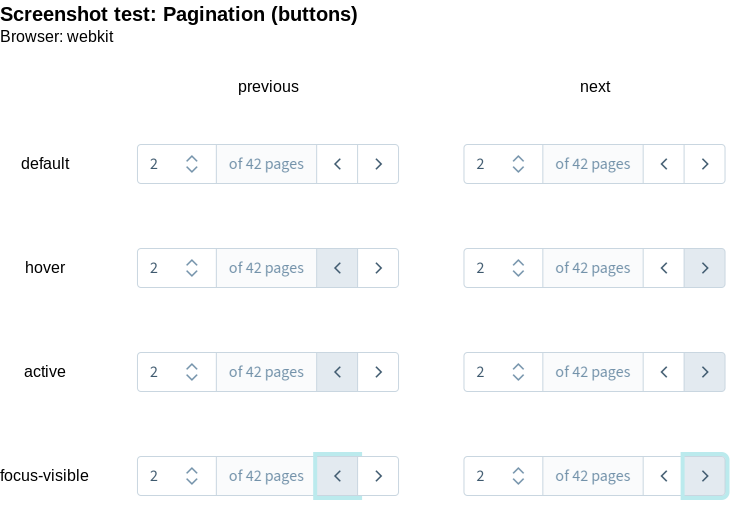 Screenshot test: Pagination (buttons)
Browser: webkit
previous next
default 2 of 42 pages 2 of 42 pages
hover 2 of 42 pages 2 of 42 pages
active 2 of 42 pages 2 of 42 pages
focus-visible 2 of 42 pages 2 of 42 pages